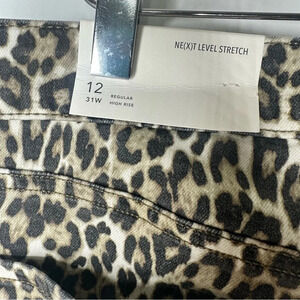 NE(X)T LEVEL STRETCH
12
31W
REGULAR
HIGH RISE